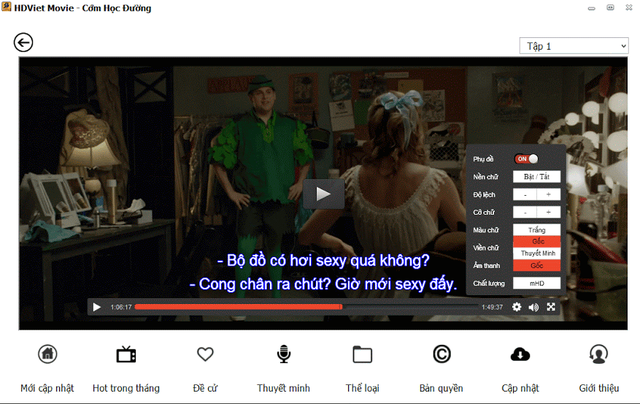 HDViet Movie - Cớm Học Đường
Tập 1
Phụ đề ON
Nền chữ Bật / Tắt
Độ lệch - +
Cỡ chữ - +
Màu chữ Trắng
Viền chữ Gốc
Thuyết Minh
Âm thanh Gốc
Chất lượng mHD
- Bộ đồ có hơi sexy quá không?
- Cong chân ra chút? Giờ mới sexy đấy.
1:06:17 1:49:37
Mới cập nhật Hot trong tháng Đề cử Thuyết minh Thể loại Bản quyền Cập nhật Giới thiệu